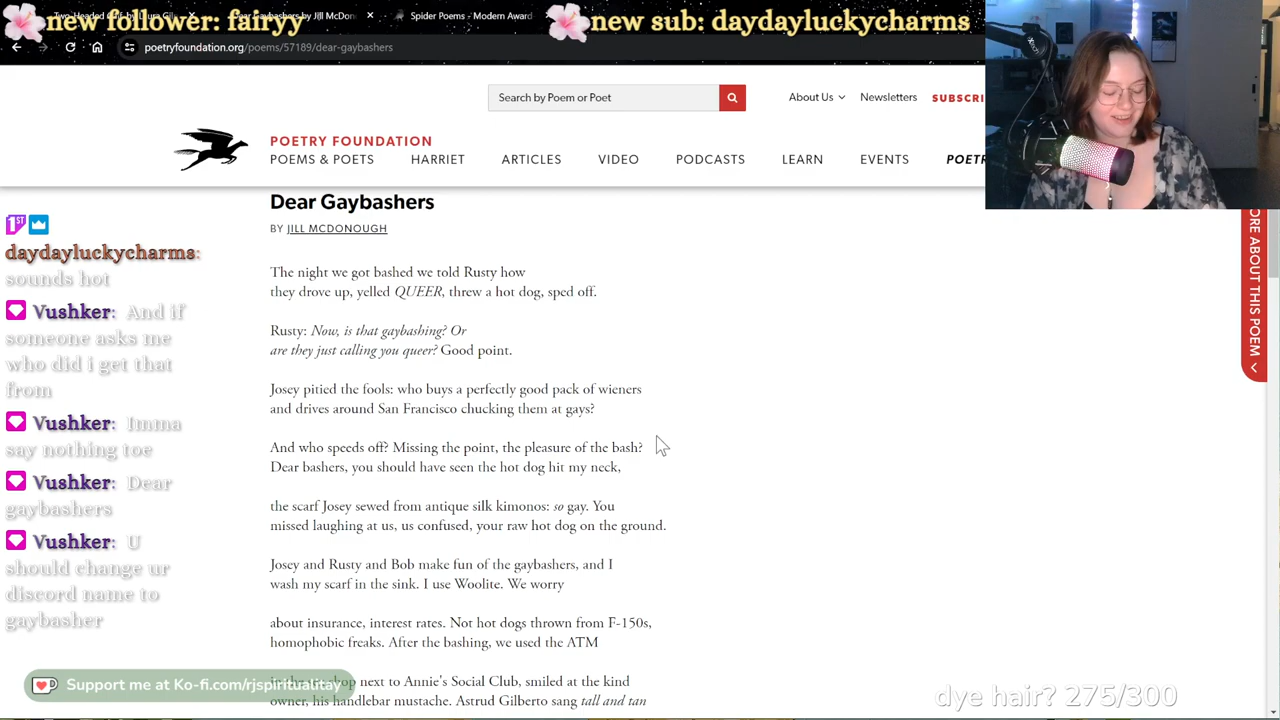 new follower: fairyy
new sub: daydayluckycharms
Spider Poems - Modern Award
poetryfoundation.org/poems/57189/dear-gaybashers
Search by Poem or Poet
About Us
Newsletters
SUBSCRI
POETRY FOUNDATION
POEMS & POETS
HARRIET
ARTICLES
VIDEO
PODCASTS
LEARN
EVENTS
POETR
Dear Gaybashers
BY JILL MCDONOUGH
The night we got bashed we told Rusty how
they drove up, yelled QUEER, threw a hot dog, sped off.
Rusty: Now, is that gaybashing? Or
are they just calling you queer? Good point.
Josey pitied the fools: who buys a perfectly good pack of wieners
and drives around San Francisco chucking them at gays?
And who speeds off? Missing the point, the pleasure of the bash?
Dear bashers, you should have seen the hot dog hit my neck,
the scarf Josey sewed from antique silk kimonos: so gay. You
missed laughing at us, us confused, your raw hot dog on the ground.
Josey and Rusty and Bob make fun of the gaybashers, and I
wash my scarf in the sink. I use Woolite. We worry
about insurance, interest rates. Not hot dogs thrown from F-150s,
homophobic freaks. After the bashing, we used the ATM
next to Annie's Social Club, smiled at the kind
owner, his handlebar mustache. Astrud Gilberto sang tall and tan
ORE ABOUT THIS POEM
1ST
daydayluckycharms:
sounds hot
Vushker: And if
someone asks me
who did i get that
from
Vushker: Imma
say nothing toe
Vushker: Dear
gaybashers
Vushker: U
should change ur
discord name to
gaybasher
Support me at Ko-fi.com/rjspiritualitay
dye hair? 275/300